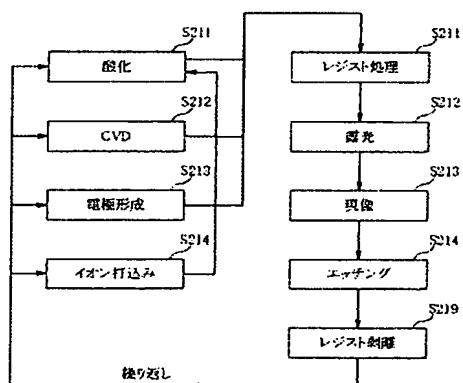 S211
酸化
S212
CVD
S213
電極形成
S214
イオン打込み
S211
レジスト処理
S212
露光
S213
現像
S214
エッチング
S219
レジスト剥離
繰り返し